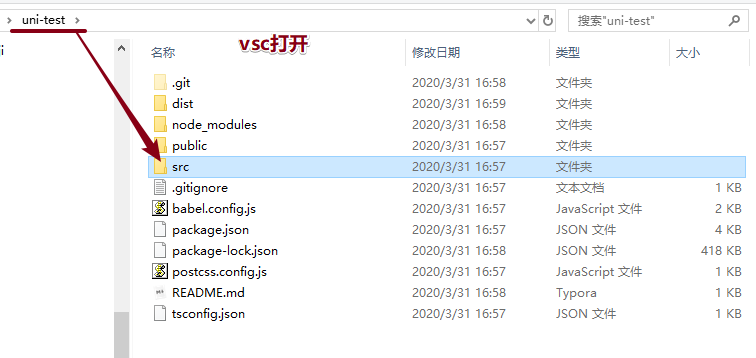 uni-test
搜索"uni-test"
vsc打开
名称 修改日期 类型 大小
.git 2020/3/31 16:58 文件夹
dist 2020/3/31 16:59 文件夹
node_modules 2020/3/31 16:58 文件夹
public 2020/3/31 16:57 文件夹
src 2020/3/31 16:57 文件夹
.gitignore 2020/3/31 16:57 文本文档 1 KB
babel.config.js 2020/3/31 16:57 JavaScript 文件 2 KB
package.json 2020/3/31 16:57 JSON 文件 4 KB
package-lock.json 2020/3/31 16:58 JSON 文件 418 KB
postcss.config.js 2020/3/31 16:57 JavaScript 文件 1 KB
README.md 2020/3/31 16:58 Typora 1 KB
tsconfig.json 2020/3/31 16:57 JSON 文件 1 KB